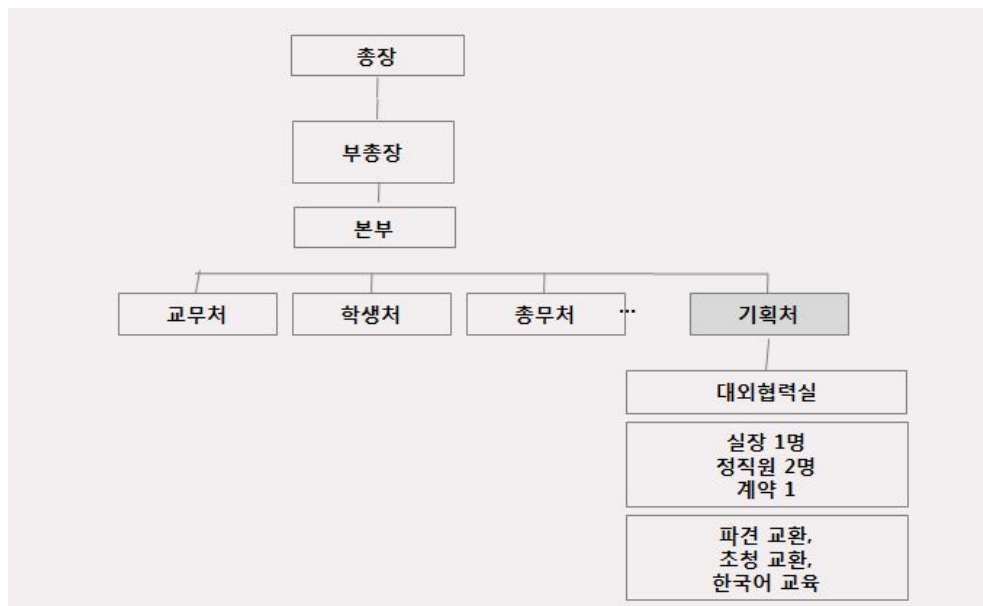 총장
부총장
본부
교무처
학생처
총무처
...
기획처
대외협력실
실장 1명
정직원 2명
계약 1
파견 교환,
초청 교환,
한국어 교육